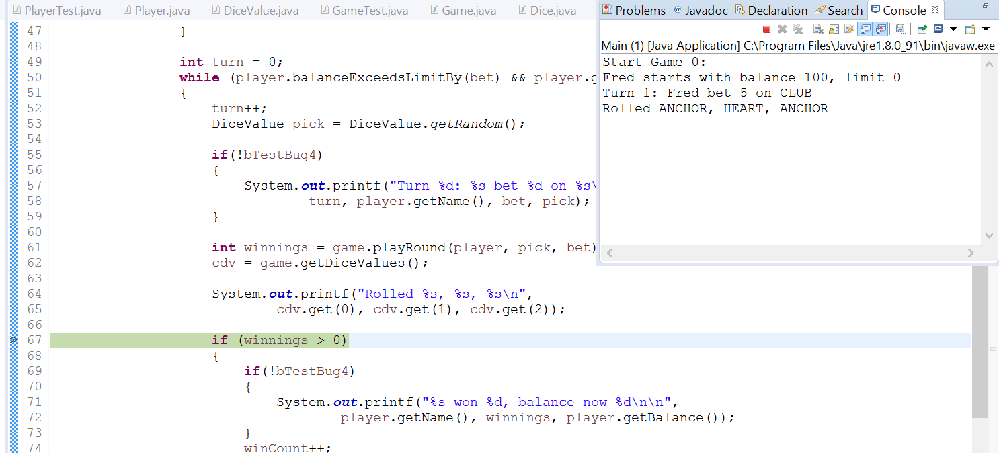 PlayerTest.java Player.java DiceValue.java GameTest.java Game.java Dice.java
Problems @ Javadoc Declaration Search Console
Main (1) [Java Application] C:\Program Files\Java\jre1.8.0_91\bin\javaw.exe
Start Game 0:
Fred starts with balance 100, limit 0
Turn 1: Fred bet 5 on CLUB
Rolled ANCHOR, HEART, ANCHOR
47 }
48
49 int turn = 0;
50 while (player.balanceExceedsLimitBy(bet) && player.g
51 {
52 turn++;
53 DiceValue pick = DiceValue.getRandom();
54
55 if(!bTestBug4)
56 {
57 System.out.printf("Turn %d: %s bet %d on %s\
58 turn, player.getName(), bet, pick);
59 }
60
61 int winnings = game.playRound(player, pick, bet)
62 cdv = game.getDiceValues();
63
64 System.out.printf("Rolled %s, %s, %s\n",
65 cdv.get(0), cdv.get(1), cdv.get(2));
66
67 if (winnings > 0)
68 {
69 if(!bTestBug4)
70 {
71 System.out.printf("%s won %d, balance now %d\n\n",
72 player.getName(), winnings, player.getBalance());
73 }
74 winCount++;